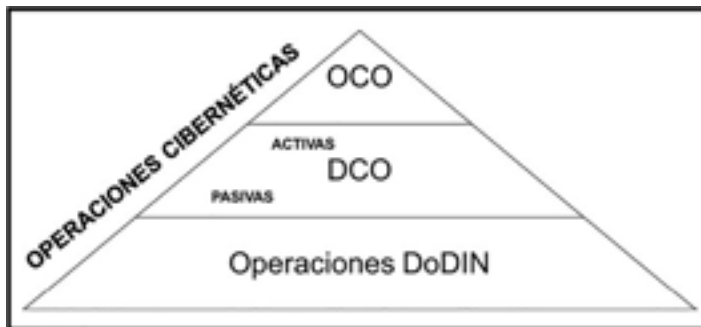 OPERACIONES CIBERNÉTICAS
OCO
ACTIVAS
DCO
PASIVAS
Operaciones DoDIN